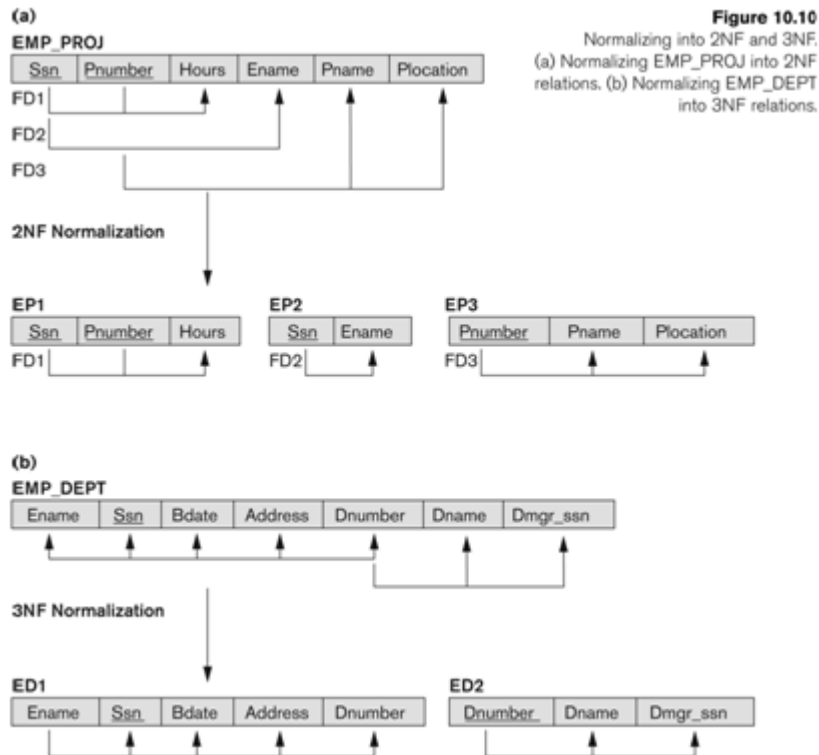 (a)
EMP_PROJ
Ssn Pnumber Hours Ename Pname Plocation
FD1
FD2
FD3
Figure 10.10
Normalizing into 2NF and 3NF.
(a) Normalizing EMP_PROJ into 2NF
relations. (b) Normalizing EMP_DEPT
into 3NF relations.
2NF Normalization
EP1
Ssn Pnumber Hours
FD1
EP2
Ssn Ename
FD2
EP3
Pnumber Pname Plocation
FD3
(b)
EMP_DEPT
Ename Ssn Bdate Address Dnumber Dname Dmgr_ssn
3NF Normalization
ED1
Ename Ssn Bdate Address Dnumber
ED2
Dnumber Dname Dmgr_ssn